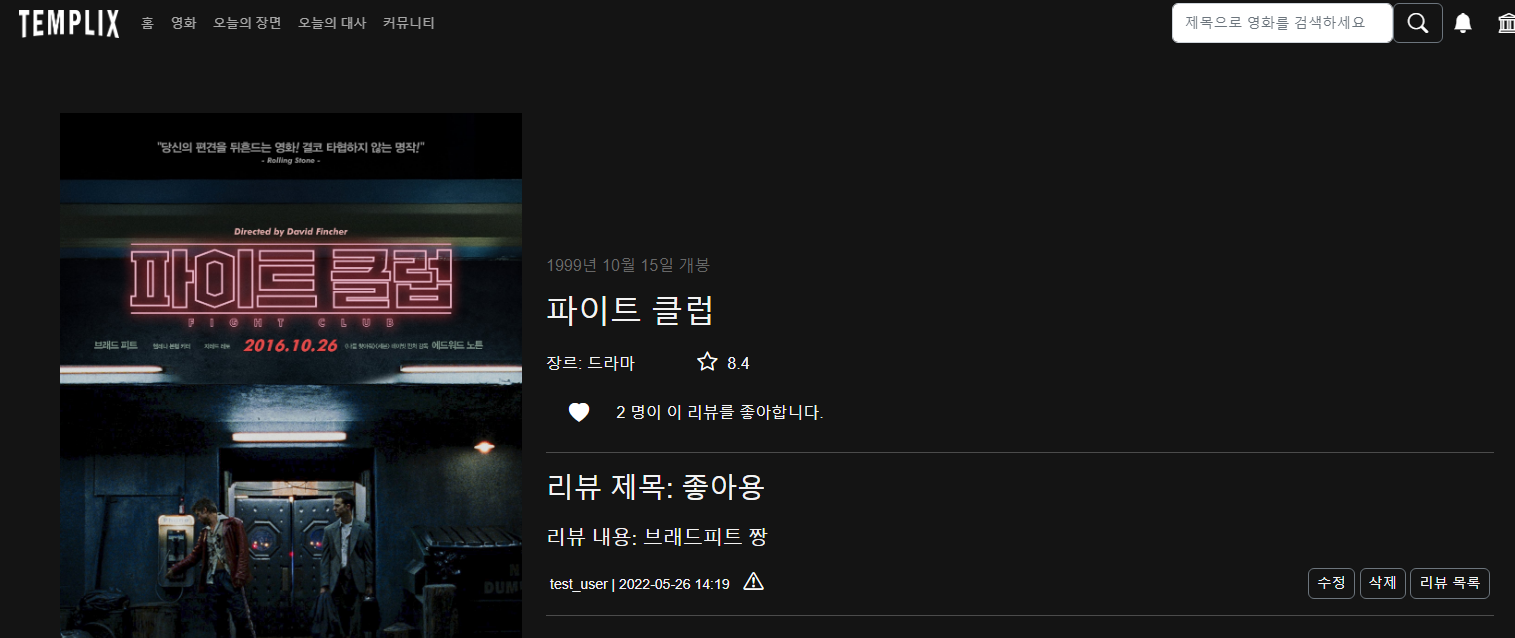 TEMPLIX 홈 영화 오늘의 장면 오늘의 대사 커뮤니티 제목으로 영화를 검색하세요
"당신의 편견을 뒤흔드는 영화! 결코 타협하지 않는 명작!"
- Rolling Stone -
Directed by David Fincher
파이트 클럽
FIGHT CLUB
브래드 피트 2016.10.26 에드워드 노튼
1999년 10월 15일 개봉
파이트 클럽
장르: 드라마 8.4
2 명이 이 리뷰를 좋아합니다.
리뷰 제목: 좋아용
리뷰 내용: 브래드피트 짱
test_user | 2022-05-26 14:19 수정 삭제 리뷰 목록